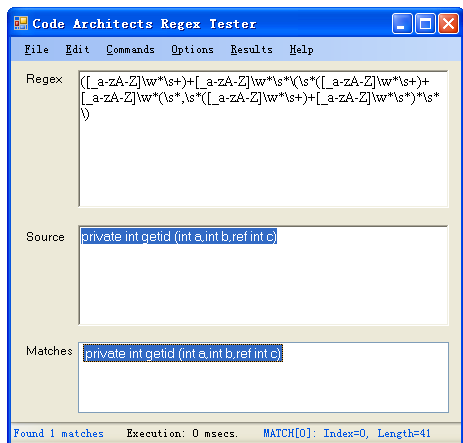 Code Architects Regex Tester
File Edit Commands Options Results Help
Regex
([_a-zA-Z]\w*\s+)+[_a-zA-Z]\w*\s*\(\s*([_a-zA-Z]\w*\s+)+
[_a-zA-Z]\w*(\s*,\s*([_a-zA-Z]\w*\s+)+[_a-zA-Z]\w*\s*)*\s*
\)
Source
private int getid (int a,int b,ref int c)
Matches
private int getid (int a,int b,ref int c)
Found 1 matches Execution: 0 msecs. MATCH[0]: Index=0, Length=41